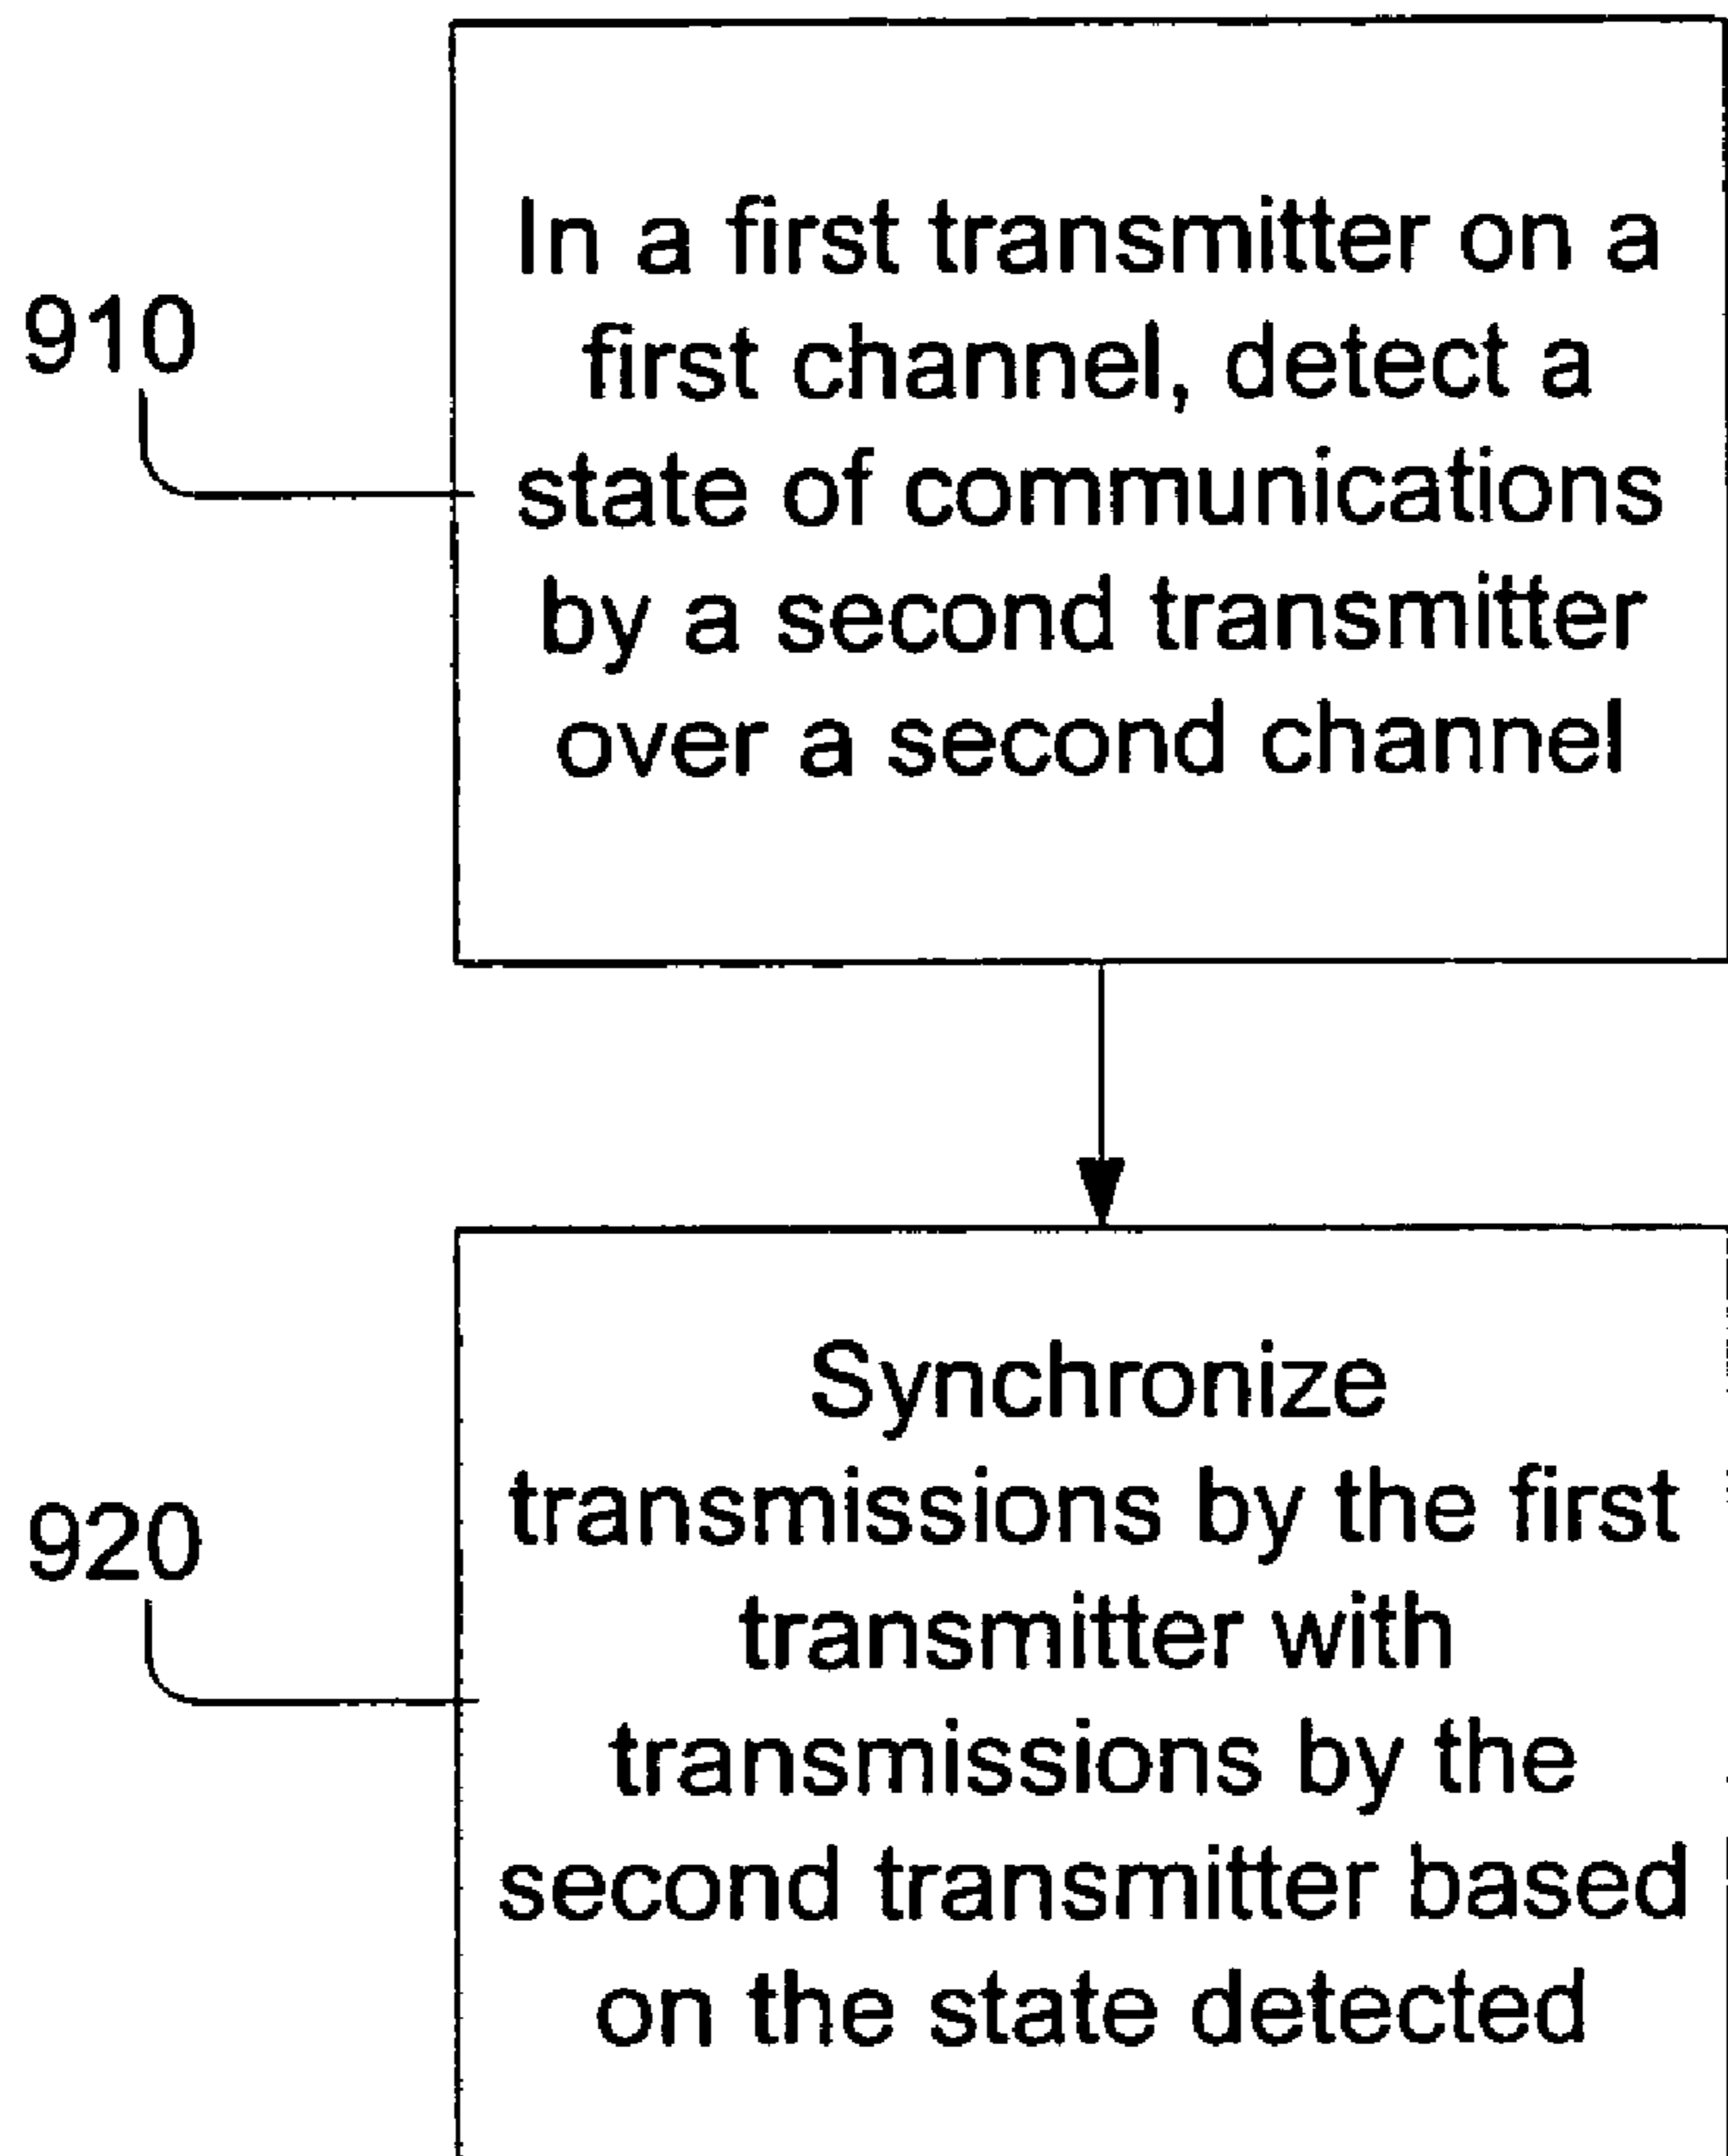 910
In a first transmitter on a
first channel, detect a
state of communications
by a second transmitter
over a second channel
920
Synchronize
transmissions by the first
transmitter with
transmissions by the
second transmitter based
on the state detected